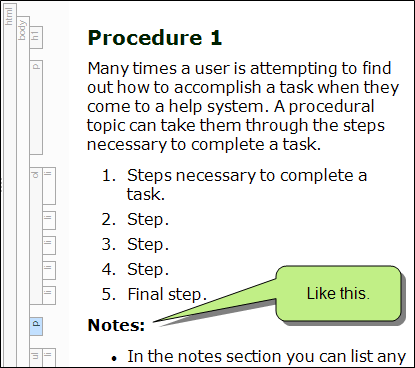 html
body
h1
p
ol
li
li
li
li
li
p
ul
li
Procedure 1
Many times a user is attempting to find
out how to accomplish a task when they
come to a help system. A procedural
topic can take them through the steps
necessary to complete a task.
1. Steps necessary to complete a
task.
2. Step.
3. Step.
4. Step.
5. Final step.
Like this.
Notes:
• In the notes section you can list any